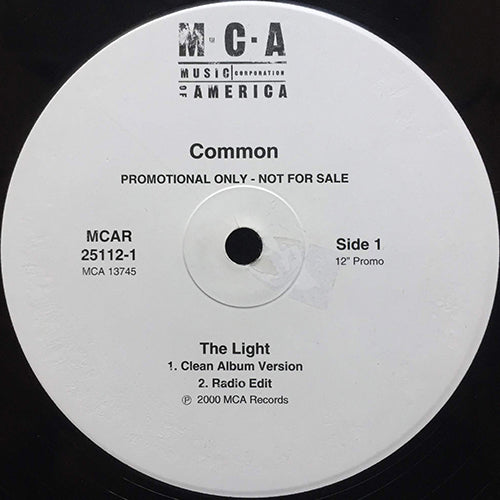 M·C·A
MUSIC CORPORATION
OF AMERICA
Common
PROMOTIONAL ONLY - NOT FOR SALE
MCAR
25112-1
MCA 13745
Side 1
12" Promo
The Light
1. Clean Album Version
2. Radio Edit
℗ 2000 MCA Records